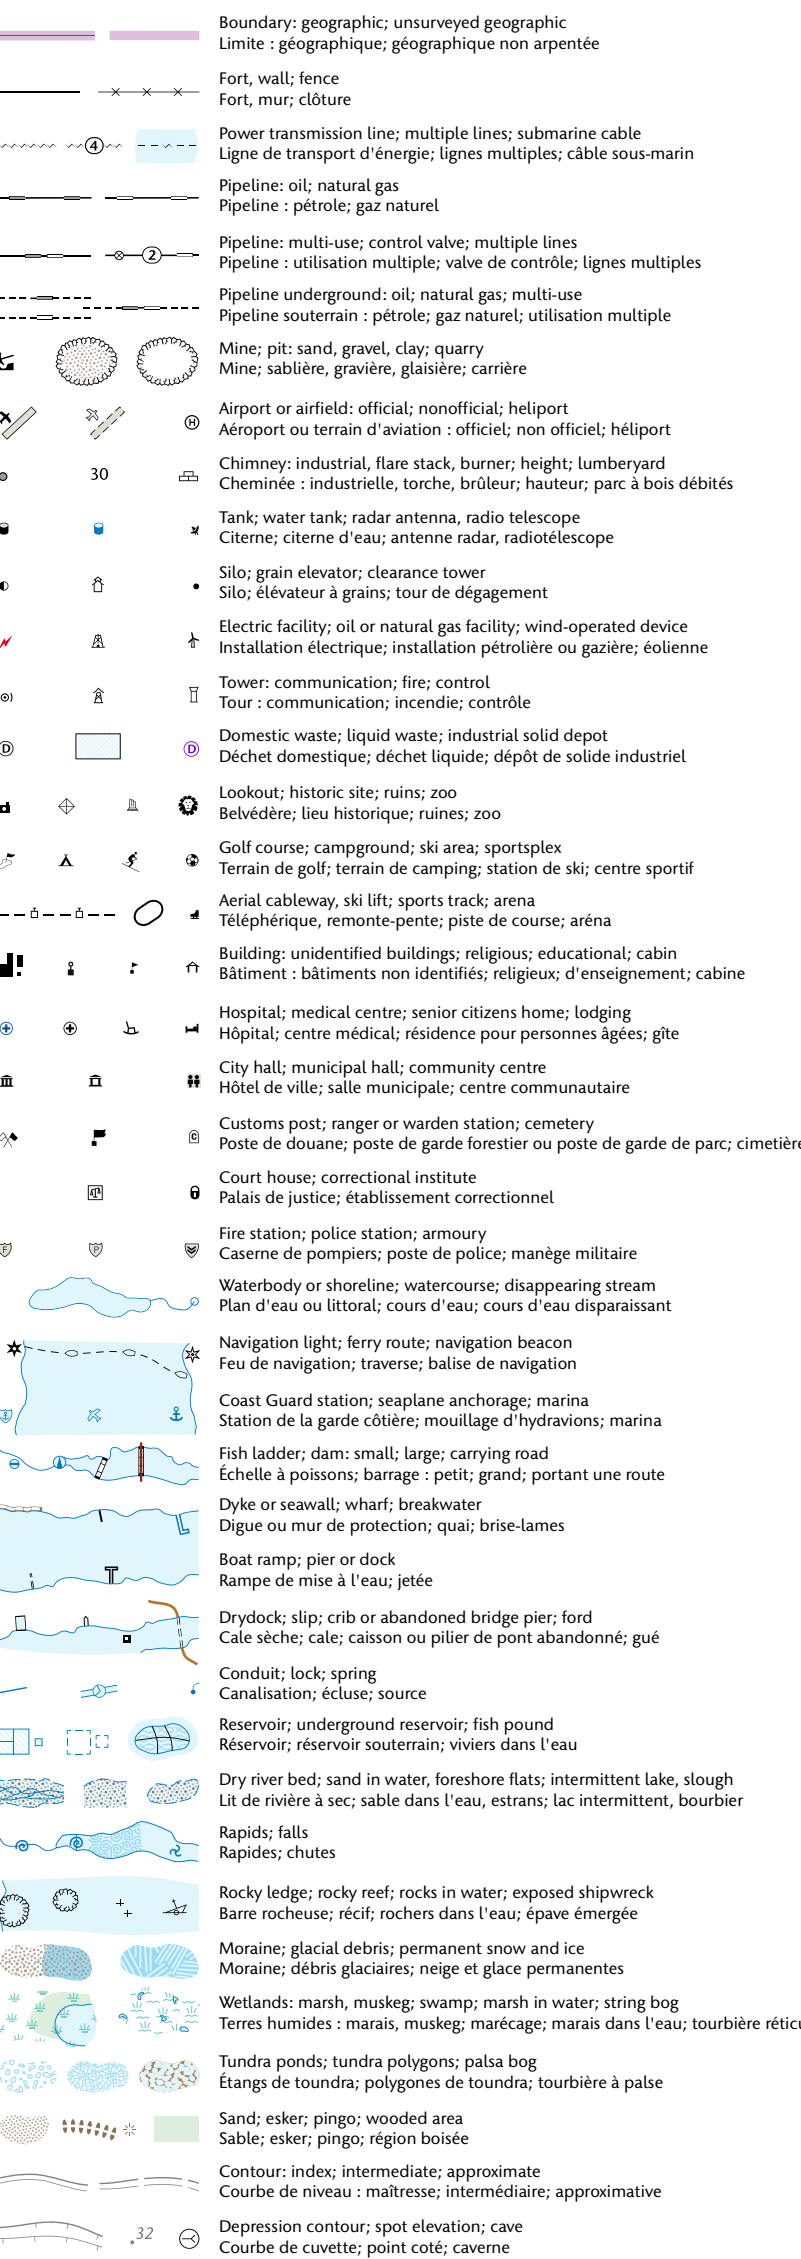 Boundary: geographic; unsurveyed geographic
Limite : géographique; géographique non arpentée
Fort, wall; fence
Fort, mur; clôture
Power transmission line; multiple lines; submarine cable
4
Ligne de transport d'énergie; lignes multiples; câble sous-marin
Pipeline: oil; natural gas
Pipeline : pétrole; gaz naturel
Pipeline: multi-use; control valve; multiple lines
2
Pipeline : utilisation multiple; valve de contrôle; lignes multiples
Pipeline underground: oil; natural gas; multi-use
Pipeline souterrain : pétrole; gaz naturel; utilisation multiple
Mine; pit: sand, gravel, clay; quarry
Mine; sablière, gravière, glaisière; carrière
Airport or airfield: official; nonofficial; heliport
H
Aéroport ou terrain d'aviation : officiel; non officiel; héliport
Chimney: industrial, flare stack, burner; height; lumberyard
30
Cheminée : industrielle, torche, brûleur; hauteur; parc à bois débités
Tank; water tank; radar antenna, radio telescope
Citerne; citerne d'eau; antenne radar, radiotélescope
Silo; grain elevator; clearance tower
Silo; élévateur à grains; tour de dégagement
Electric facility; oil or natural gas facility; wind-operated device
Installation électrique; installation pétrolière ou gazière; éolienne
Tower: communication; fire; control
Tour : communication; incendie; contrôle
Domestic waste; liquid waste; industrial solid depot
D D
Déchet domestique; déchet liquide; dépôt de solide industriel
Lookout; historic site; ruins; zoo
Belvédère; lieu historique; ruines; zoo
Golf course; campground; ski area; sportsplex
Terrain de golf; terrain de camping; station de ski; centre sportif
Aerial cableway, ski lift; sports track; arena
Téléphérique, remonte-pente; piste de course; aréna
Building: unidentified buildings; religious; educational; cabin
Bâtiment : bâtiments non identifiés; religieux; d'enseignement; cabine
Hospital; medical centre; senior citizens home; lodging
Hôpital; centre médical; résidence pour personnes âgées; gîte
City hall; municipal hall; community centre
Hôtel de ville; salle municipale; centre communautaire
Customs post; ranger or warden station; cemetery
C
Poste de douane; poste de garde forestier ou poste de garde de parc; cimetière
Court house; correctional institute
Palais de justice; établissement correctionnel
Fire station; police station; armoury
F P
Caserne de pompiers; poste de police; manège militaire
Waterbody or shoreline; watercourse; disappearing stream
Plan d'eau ou littoral; cours d'eau; cours d'eau disparaissant
Navigation light; ferry route; navigation beacon
Feu de navigation; traverse; balise de navigation
Coast Guard station; seaplane anchorage; marina
Station de la garde côtière; mouillage d'hydravions; marina
Fish ladder; dam: small; large; carrying road
Échelle à poissons; barrage : petit; grand; portant une route
Dyke or seawall; wharf; breakwater
Digue ou mur de protection; quai; brise-lames
Boat ramp; pier or dock
Rampe de mise à l'eau; jetée
Drydock; slip; crib or abandoned bridge pier; ford
Cale sèche; cale; caisson ou pilier de pont abandonné; gué
Conduit; lock; spring
Canalisation; écluse; source
Reservoir; underground reservoir; fish pound
Réservoir; réservoir souterrain; viviers dans l'eau
Dry river bed; sand in water, foreshore flats; intermittent lake, slough
Lit de rivière à sec; sable dans l'eau, estrans; lac intermittent, bourbier
Rapids; falls
Rapides; chutes
Rocky ledge; rocky reef; rocks in water; exposed shipwreck
Barre rocheuse; récif; rochers dans l'eau; épave émergée
Moraine; glacial debris; permanent snow and ice
Moraine; débris glaciaires; neige et glace permanentes
Wetlands: marsh, muskeg; swamp; marsh in water; string bog
Terres humides : marais, muskeg; marécage; marais dans l'eau; tourbière réticu
Tundra ponds; tundra polygons; palsa bog
Étangs de toundra; polygones de toundra; tourbière à palse
Sand; esker; pingo; wooded area
Sable; esker; pingo; région boisée
Contour: index; intermediate; approximate
Courbe de niveau : maîtresse; intermédiaire; approximative
Depression contour; spot elevation; cave
.32
Courbe de cuvette; point coté; caverne